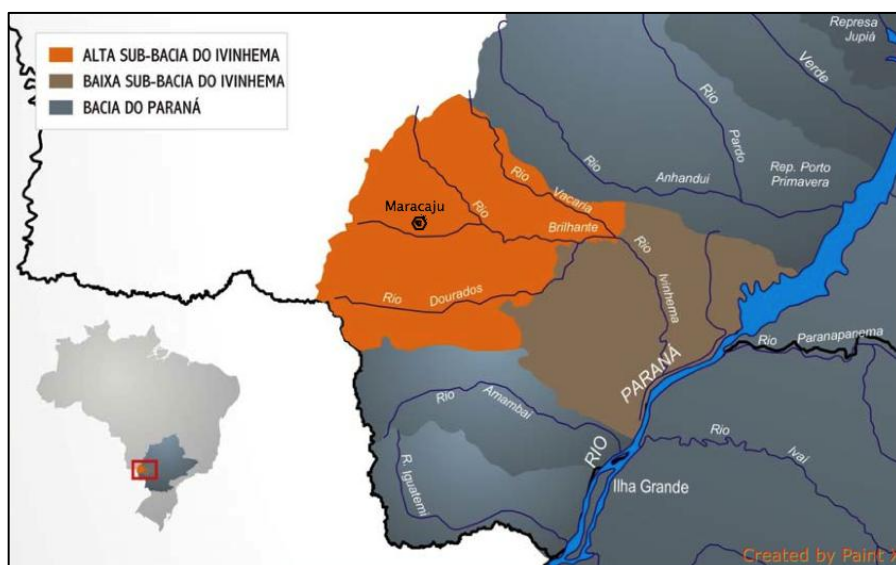 ALTA SUB-BACIA DO IVINHEMA
BAIXA SUB-BACIA DO IVINHEMA
BACIA DO PARANÁ
Represa
Jupiá
Verde
Rio
Pardo
Rio
Anhanduí
Rep. Porto
Primavera
Rio
Vacaria
Maracaju
Rio
Brilhante
Rio
Ivinhema
Rio
Dourados
Rio
Paranapanema
RIO
PARANÁ
Rio
Amambai
R. Iguatemi
Rio
Ivaí
Ilha Grande
Created by Paint X